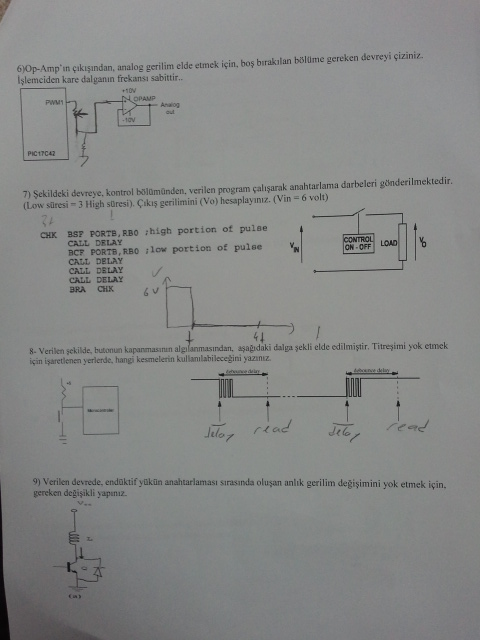 6)Op-Amp'ın çıkışından, analog gerilim elde etmek için, boş bırakılan bölüme gereken devreyi çiziniz.
İşlemciden kare dalganın frekansı sabittir..
+10V
PWM1
OPAMP
Analog
out
-10V
PIC17C42
7) Şekildeki devreye, kontrol bölümünden, verilen program çalışarak anahtarlama darbeleri gönderilmektedir.
(Low süresi = 3 High süresi). Çıkış gerilimini (Vo) hesaplayınız. (Vin = 6 volt)
CHK BSF PORTB,RB0 ;high portion of pulse
CALL DELAY
BCF PORTB,RB0 ;low portion of pulse
CALL DELAY
CALL DELAY
CALL DELAY
BRA CHK
VIN
CONTROL
ON - OFF
LOAD
Vo
6 V
4t
8- Verilen şekilde, butonun kapanmasının algılanmasından, aşağıdaki dalga şekli elde edilmiştir. Titreşimi yok etmek
için işaretlenen yerlerde, hangi kesmelerin kullanılabileceğini yazınız.
debounce delay
debounce delay
delay
read
delay
read
9) Verilen devrede, endüktif yükün anahtarlaması sırasında oluşan anlık gerilim değişimini yok etmek için,
gereken değişikli yapınız.
(a)